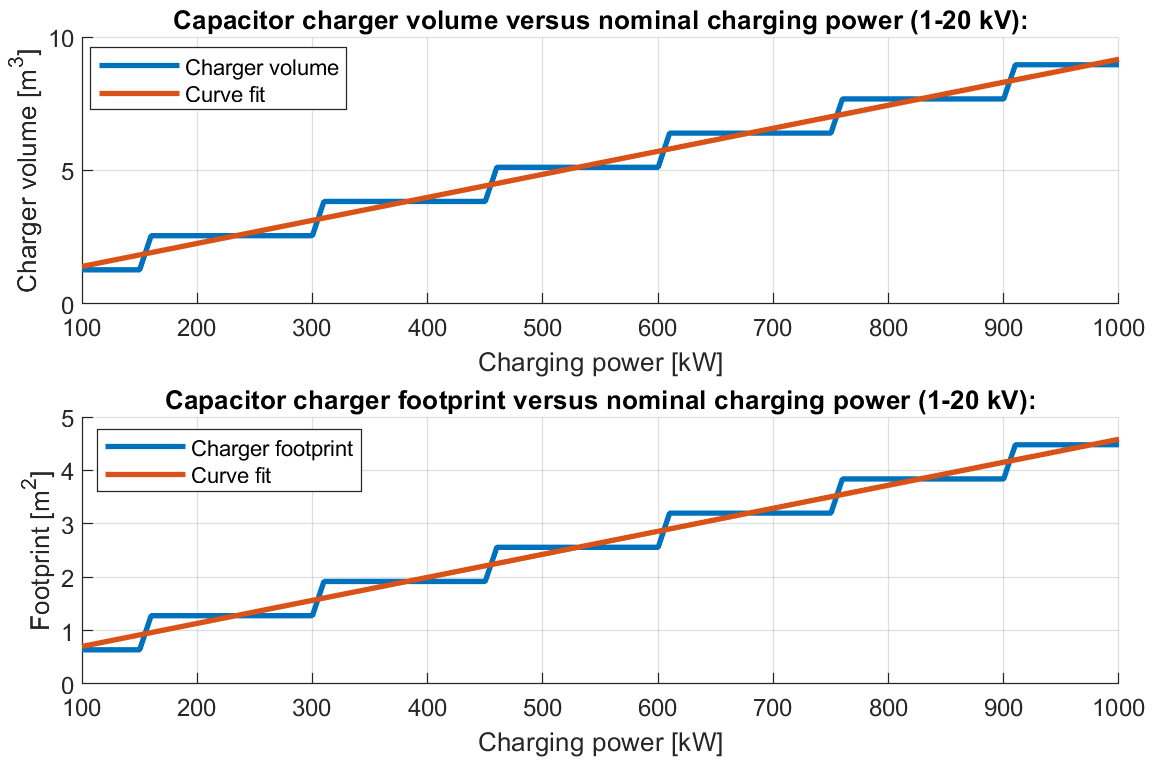 Capacitor charger volume versus nominal charging power (1-20 kV):
Charger volume [m³]
10
5
0
Charger volume
Curve fit
100 200 300 400 500 600 700 800 900 1000
Charging power [kW]
Capacitor charger footprint versus nominal charging power (1-20 kV):
Footprint [m²]
5
4
3
2
1
0
Charger footprint
Curve fit
100 200 300 400 500 600 700 800 900 1000
Charging power [kW]